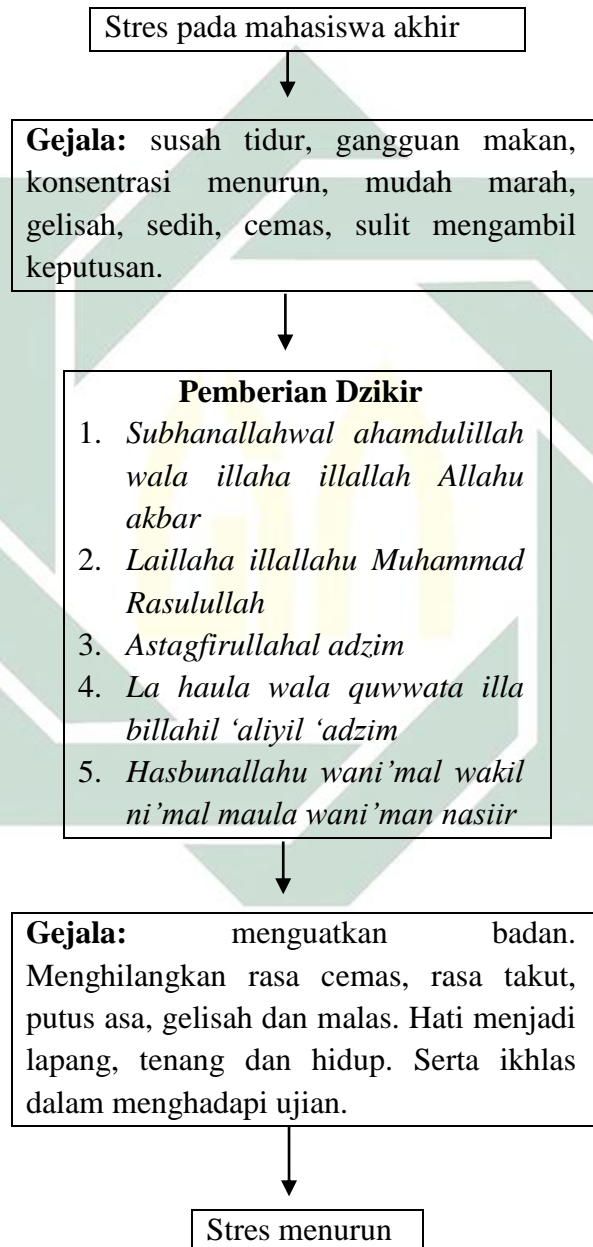 Stres pada mahasiswa akhir
Gejala: susah tidur, gangguan makan,
konsentrasi menurun, mudah marah,
gelisah, sedih, cemas, sulit mengambil
keputusan.
Pemberian Dzikir
1. Subhanallahwal ahamdulillah
wala illaha illallah Allahu
akbar
2. Laillaha illallahu Muhammad
Rasulullah
3. Astagfirullahal adzim
4. La haula wala quwwata illa
billahil ‘aliyil ‘adzim
5. Hasbunallahu wani’mal wakil
ni’mal maula wani’man nasiir
Gejala: menguatkan badan.
Menghilangkan rasa cemas, rasa takut,
putus asa, gelisah dan malas. Hati menjadi
lapang, tenang dan hidup. Serta ikhlas
dalam menghadapi ujian.
Stres menurun